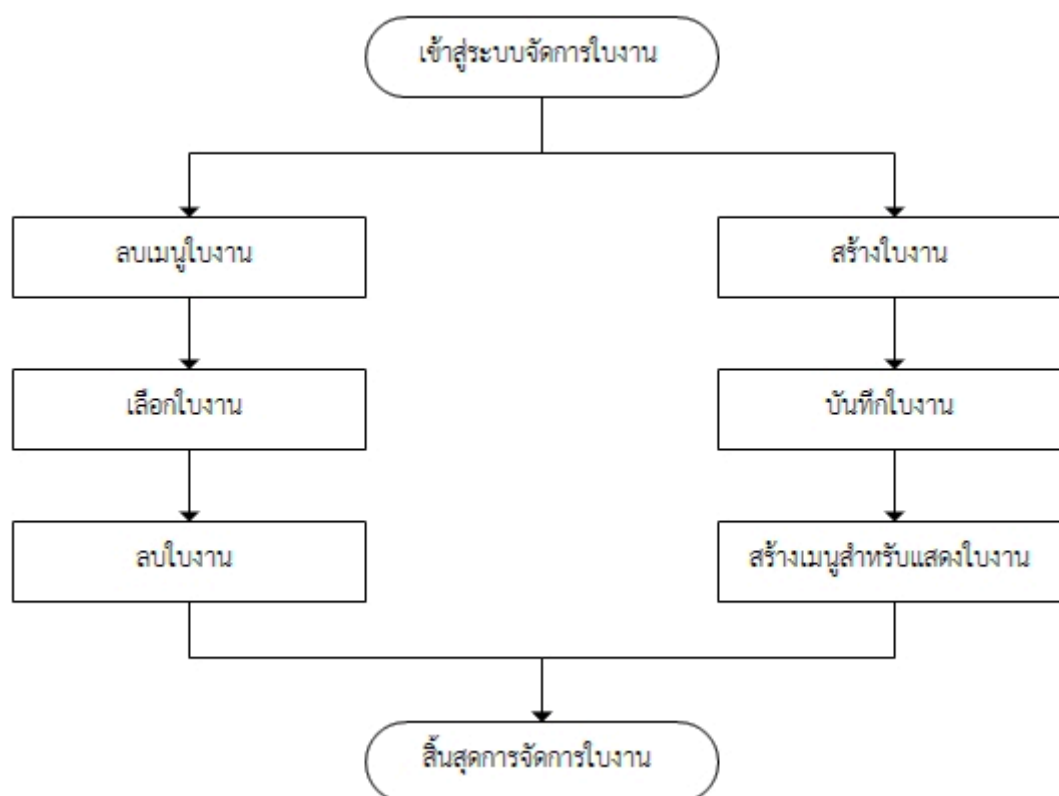 เข้าสู่ระบบจัดการใบงาน
ลบเมนูใบงาน
สร้างใบงาน
เลือกใบงาน
บันทึกใบงาน
ลบใบงาน
สร้างเมนูสำหรับแสดงใบงาน
สิ้นสุดการจัดการใบงาน